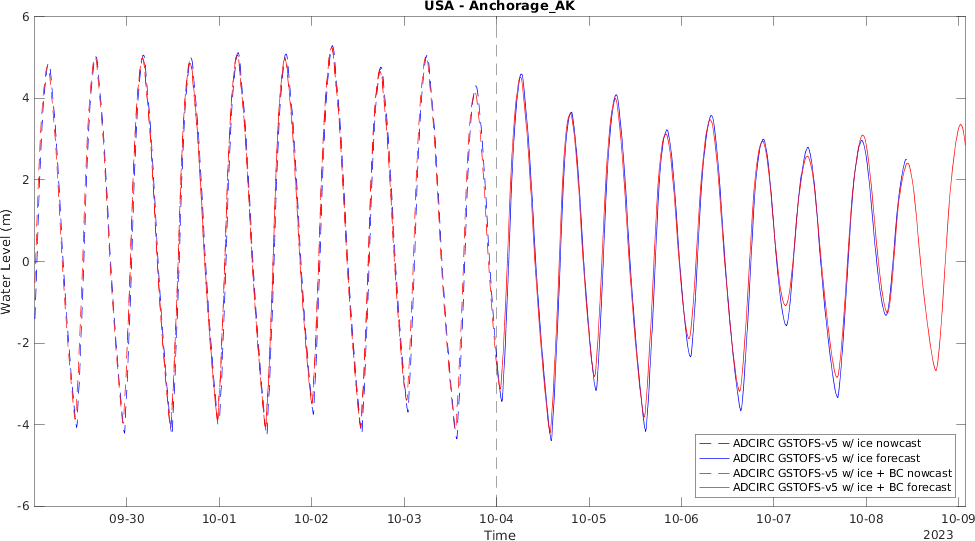 USA - Anchorage_AK
6
4
2
0
-2
-4
-6
Water Level (m)
ADCIRC GSTOFS-v5 w/ ice nowcast
ADCIRC GSTOFS-v5 w/ ice forecast
ADCIRC GSTOFS-v5 w/ ice + BC nowcast
ADCIRC GSTOFS-v5 w/ ice + BC forecast
09-30 10-01 10-02 10-03 10-04 10-05 10-06 10-07 10-08 10-09
Time 2023